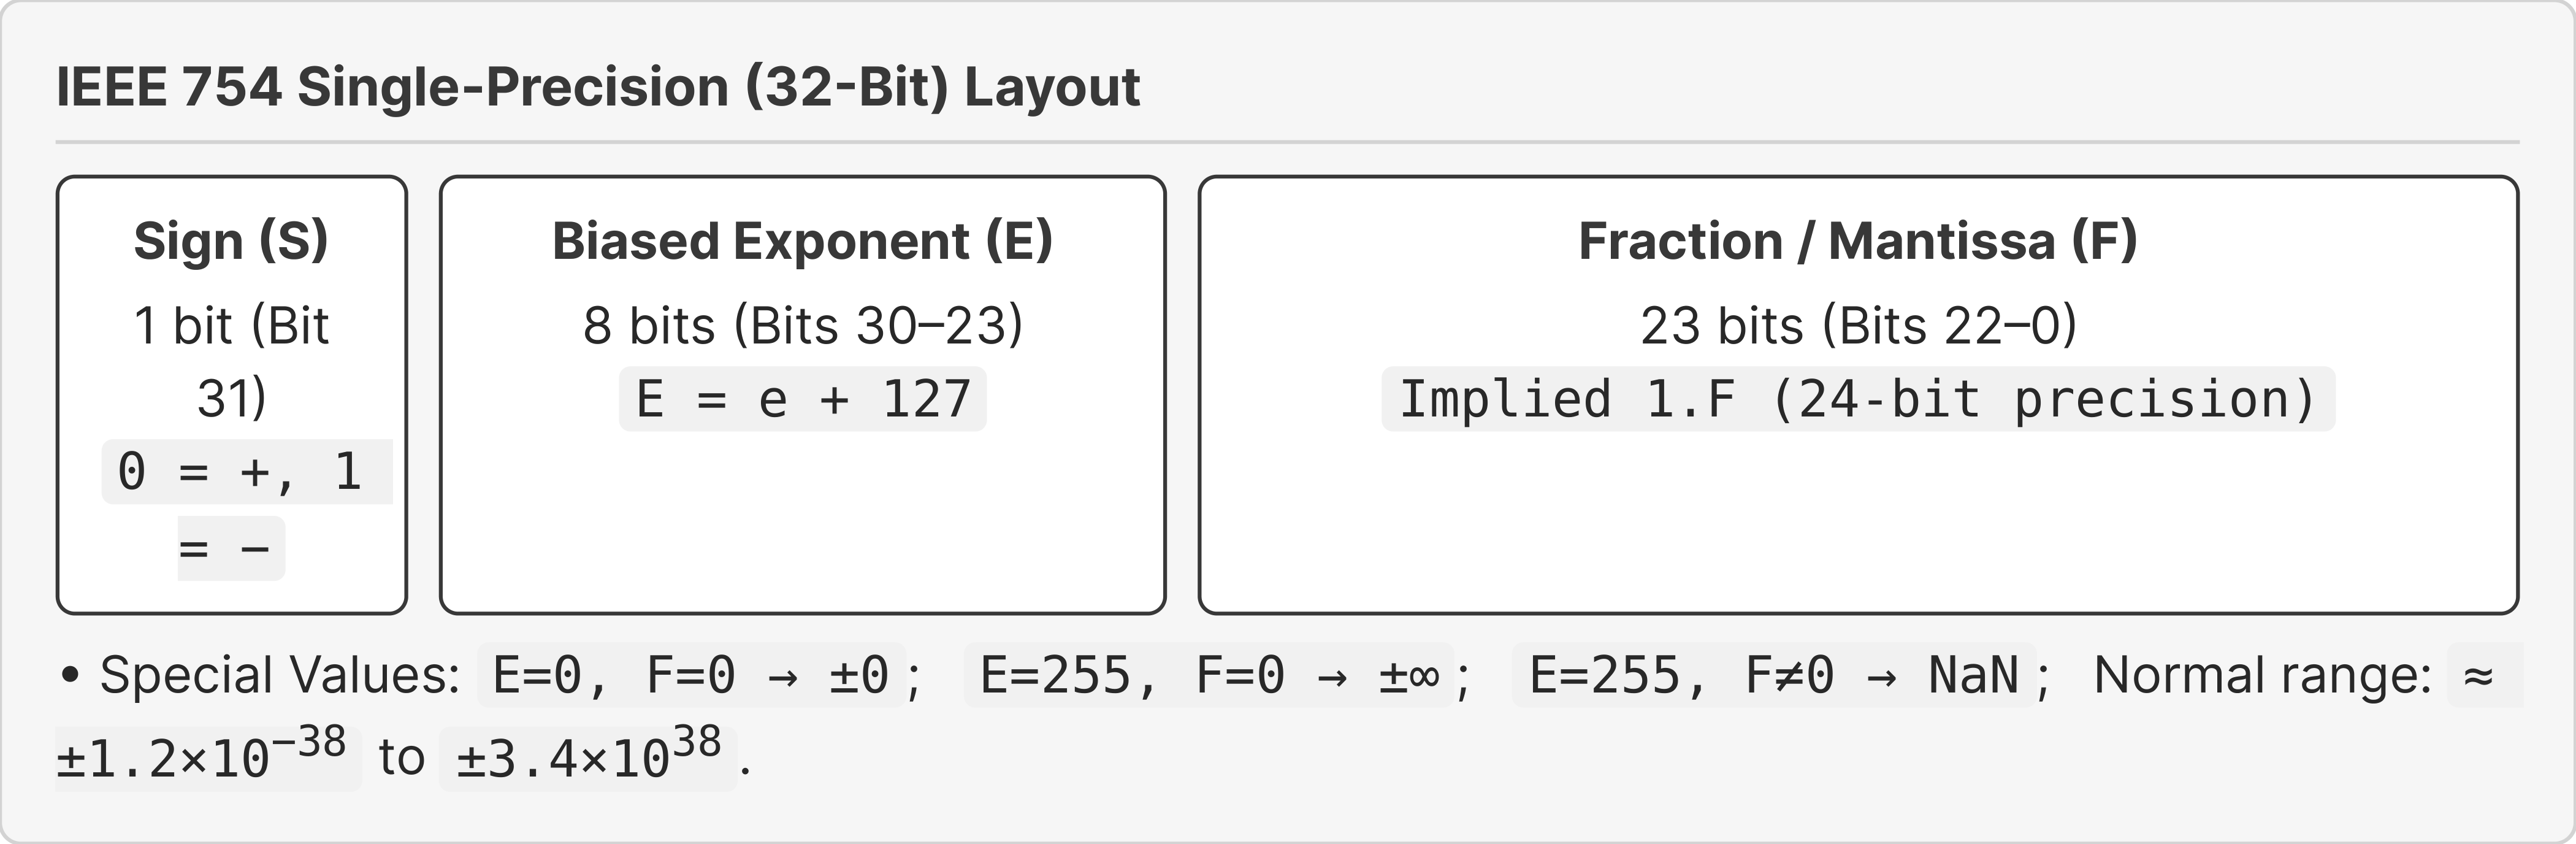 IEEE 754 Single-Precision (32-Bit) Layout
Sign (S)
1 bit (Bit
31)
0 = +, 1
= −
Biased Exponent (E)
8 bits (Bits 30–23)
E = e + 127
Fraction / Mantissa (F)
23 bits (Bits 22–0)
Implied 1.F (24-bit precision)
• Special Values: E=0, F=0 → ±0; E=255, F=0 → ±∞; E=255, F≠0 → NaN; Normal range: ≈
±1.2×10⁻³⁸ to ±3.4×10³⁸.